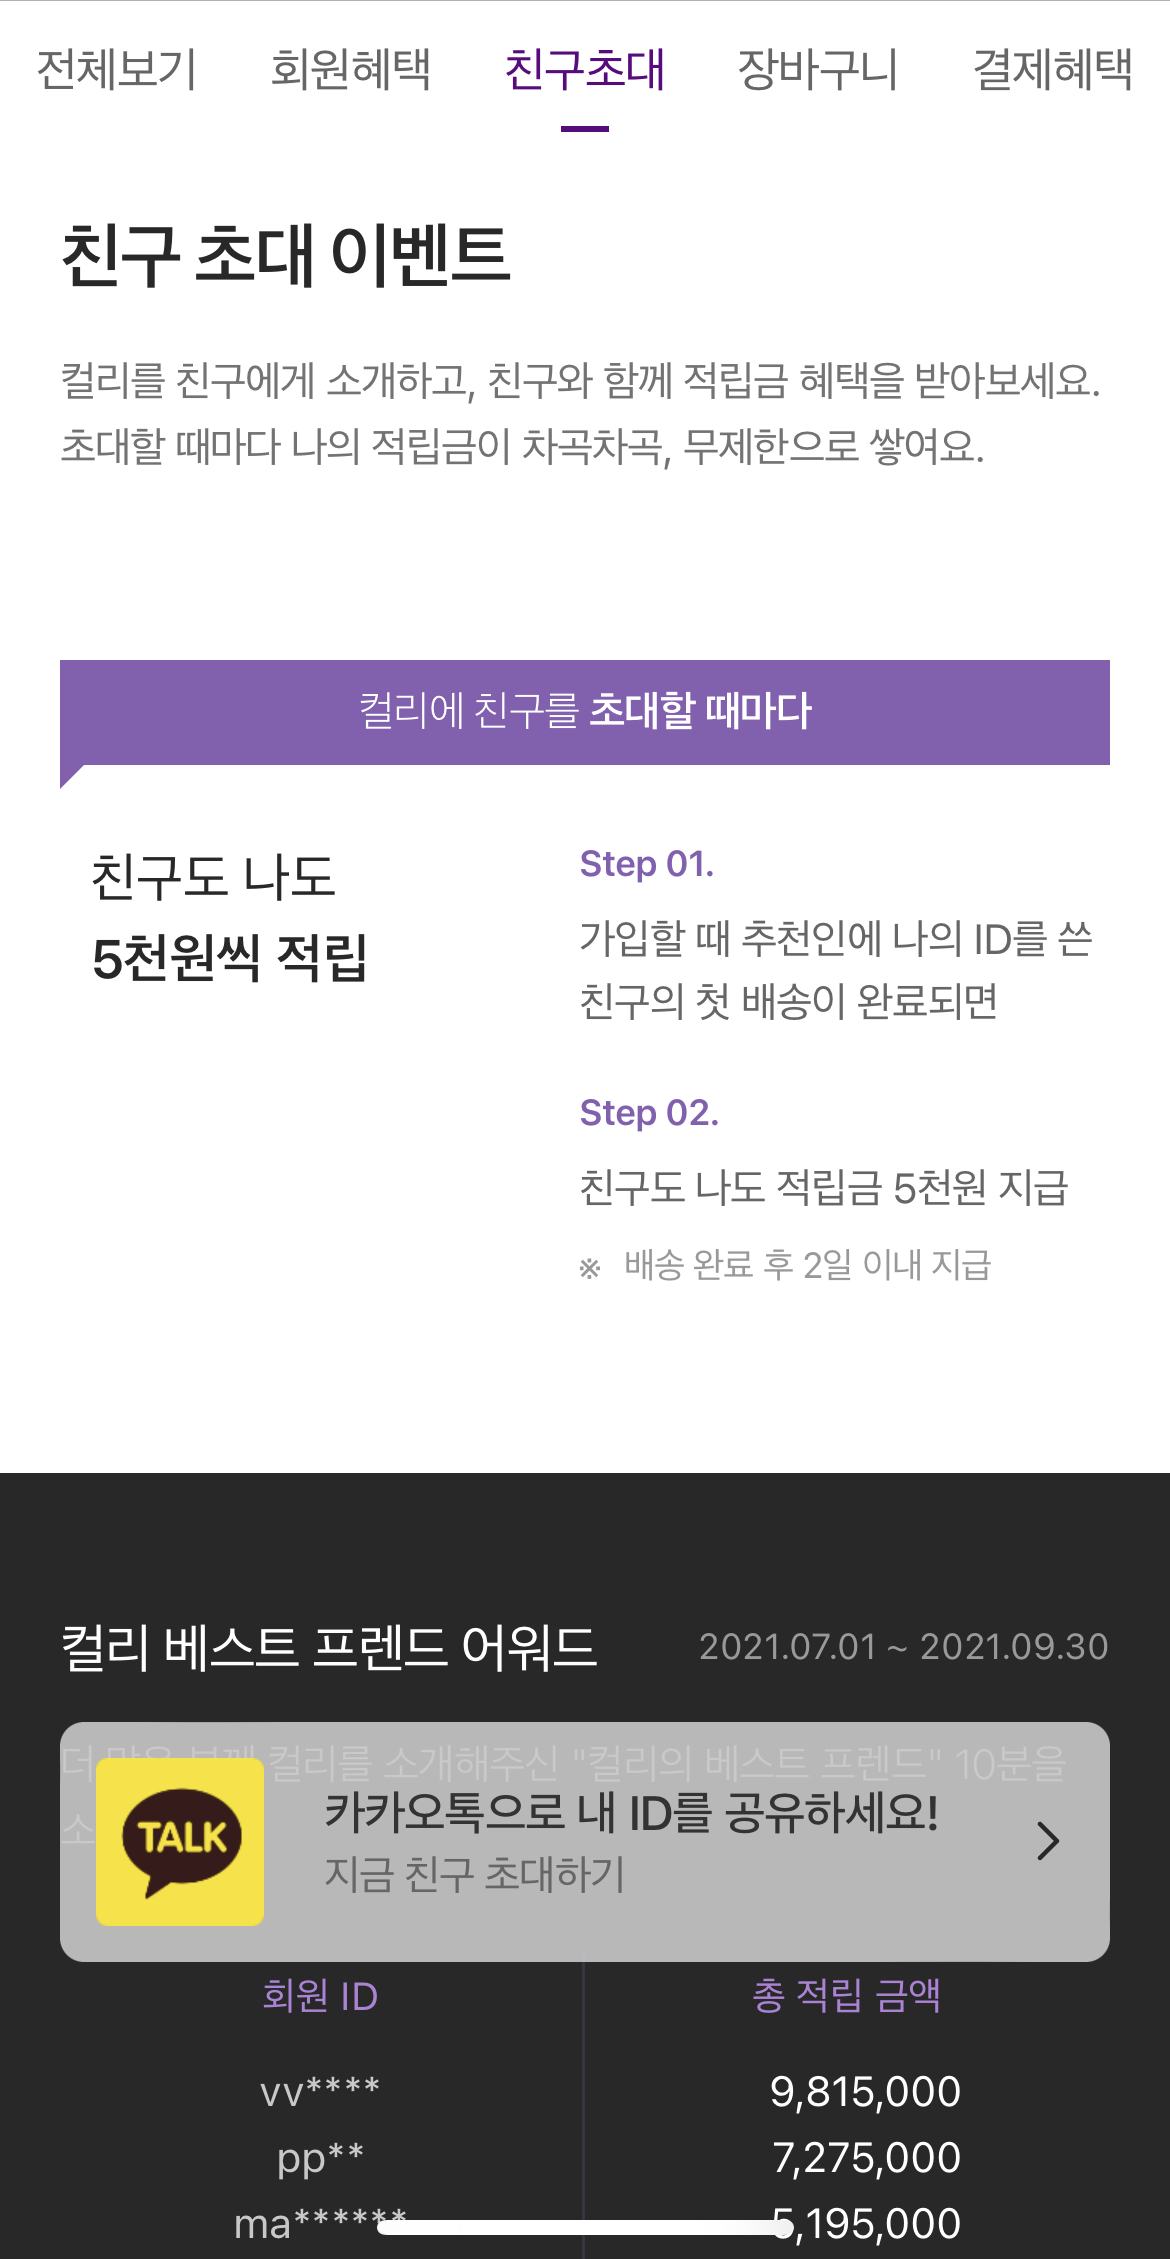 전체보기 회원혜택 친구초대 장바구니 결제혜택
친구 초대 이벤트
컬리를 친구에게 소개하고, 친구와 함께 적립금 혜택을 받아보세요.
초대할 때마다 나의 적립금이 차곡차곡, 무제한으로 쌓여요.
컬리에 친구를 초대할 때마다
친구도 나도
5천원씩 적립
Step 01.
가입할 때 추천인에 나의 ID를 쓴
친구의 첫 배송이 완료되면
Step 02.
친구도 나도 적립금 5천원 지급
※ 배송 완료 후 2일 이내 지급
컬리 베스트 프렌드 어워드 2021.07.01 ~ 2021.09.30
더 많은 컬리를 소개해주신 "컬리의 베스트 프렌드" 10분을
TALK
카카오톡으로 내 ID를 공유하세요!
지금 친구 초대하기
회원 ID 총 적립 금액
vv**** 9,815,000
pp** 7,275,000
ma****** 5,195,000